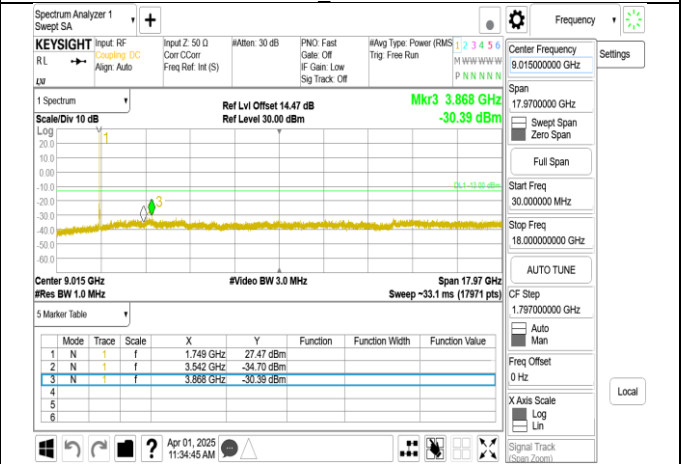 Spectrum Analyzer 1
Swept SA
Frequency
KEYSIGHT
RL
Input: RF
Coupling: DC
Align: Auto
Input Z: 50 Ω
Corr CCorr
Freq Ref: Int (S)
#Atten: 30 dB
PNO: Fast
Gate: Off
IF Gain: Low
Sig Track: Off
#Avg Type: Power (RMS
Trig: Free Run
1 2 3 4 5 6
M W W W W W
P N N N N N
Center Frequency
9.015000000 GHz
Settings
1 Spectrum
Scale/Div 10 dB
Ref Lvl Offset 14.47 dB
Ref Level 30.00 dBm
Mkr3 3.868 GHz
-30.39 dBm
Span
17.9700000 GHz
Swept Span
Zero Span
Full Span
Start Freq
30.000000 MHz
Stop Freq
18.000000000 GHz
AUTO TUNE
CF Step
1.797000000 GHz
Auto
Man
Freq Offset
0 Hz
X Axis Scale
Log
Lin
Signal Track
(Span Zoom)
Local
Log
20.0
10.0
0.00
-10.0
-20.0
-30.0
-40.0
-50.0
-60.0
1
3
DL1 -13.00 dBm
Center 9.015 GHz
#Res BW 1.0 MHz
#Video BW 3.0 MHz
Span 17.97 GHz
Sweep ~33.1 ms (17971 pts)
5 Marker Table
Mode Trace Scale X Y Function Function Width Function Value
1 N 1 f 1.749 GHz 27.47 dBm
2 N 1 f 3.542 GHz -34.70 dBm
3 N 1 f 3.868 GHz -30.39 dBm
4
5
6
?
Apr 01, 2025
11:34:45 AM